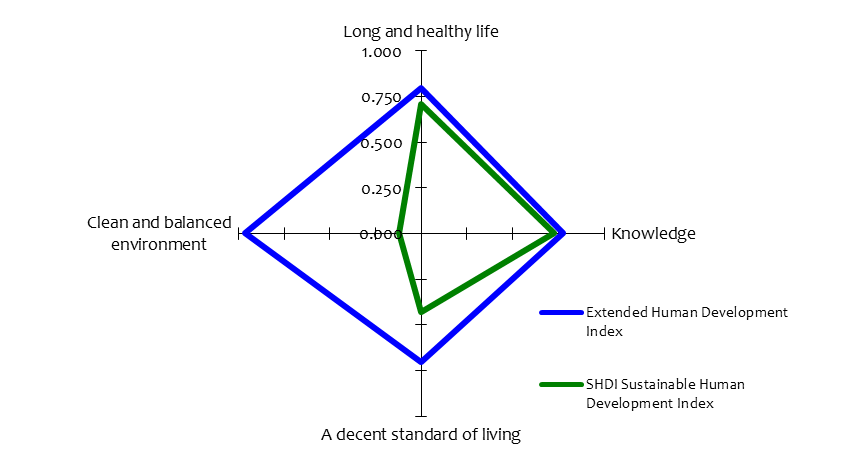 Long and healthy life
1.000
0.750
0.500
0.250
0.000
Clean and balanced
environment
Knowledge
Extended Human Development
Index
SHDI Sustainable Human
Development Index
A decent standard of living